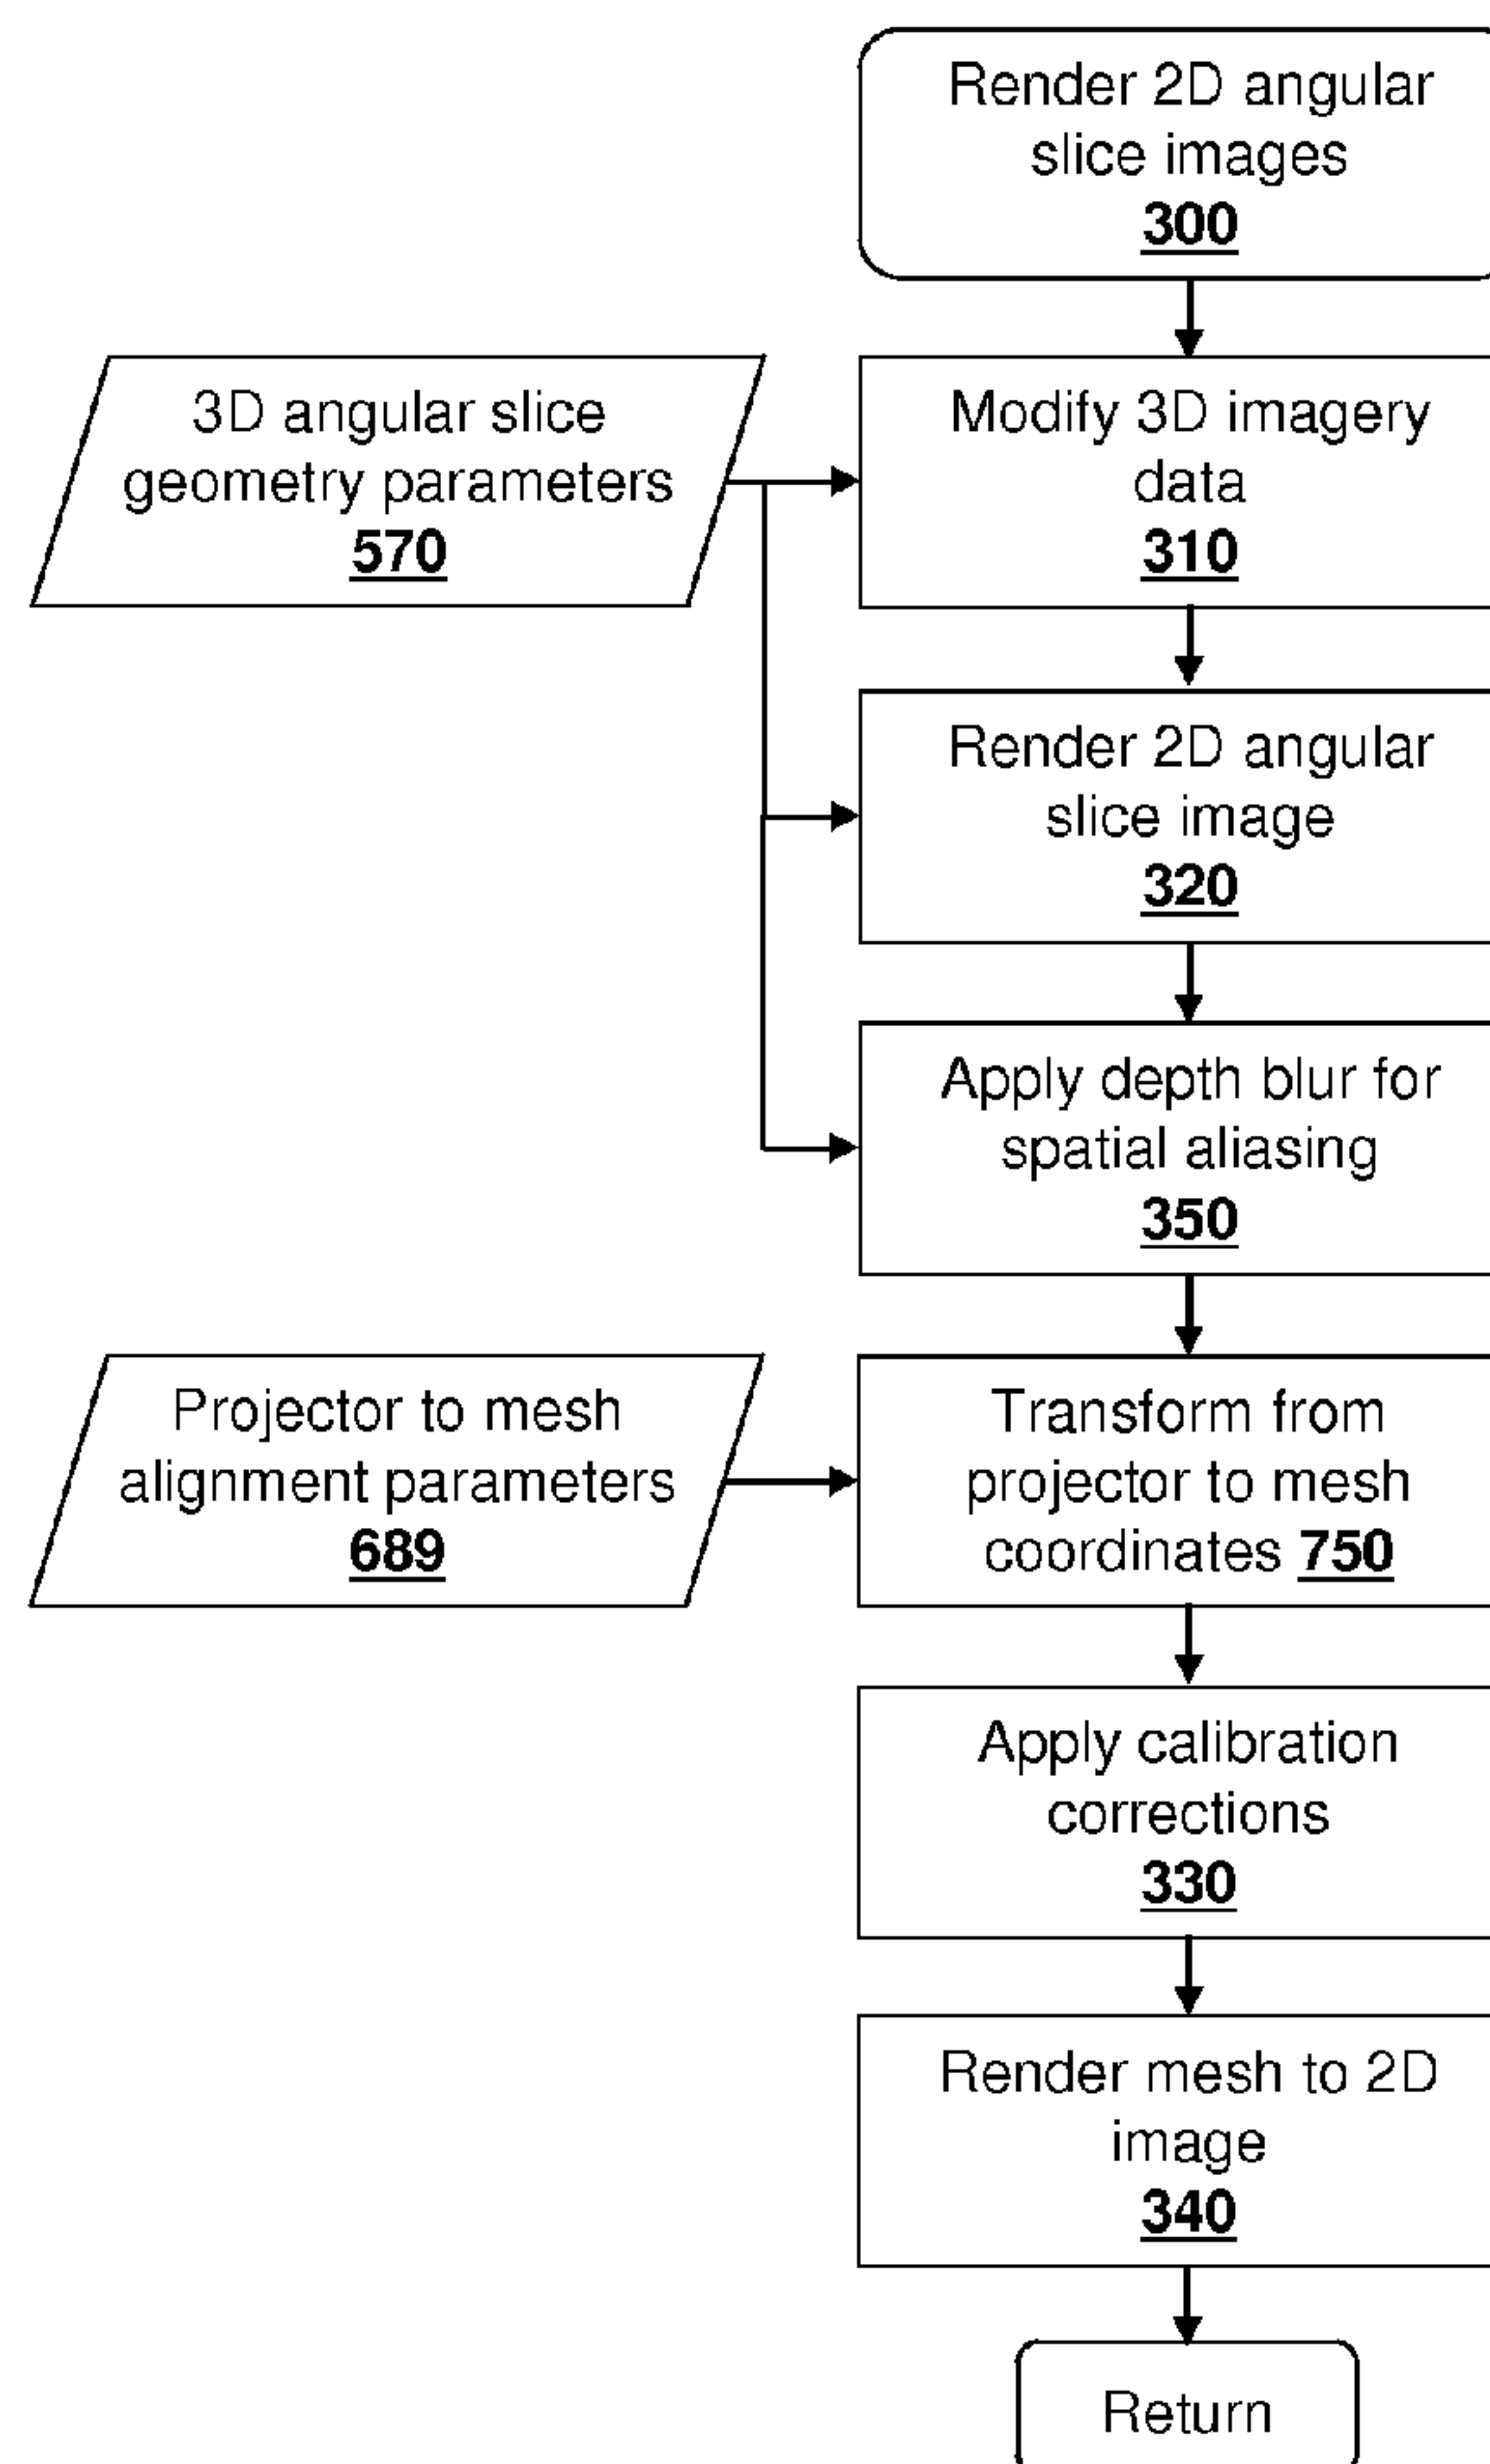 Render 2D angular
slice images
300
3D angular slice
geometry parameters
570
Modify 3D imagery
data
310
Render 2D angular
slice image
320
Apply depth blur for
spatial aliasing
350
Projector to mesh
alignment parameters
689
Transform from
projector to mesh
coordinates 750
Apply calibration
corrections
330
Render mesh to 2D
image
340
Return